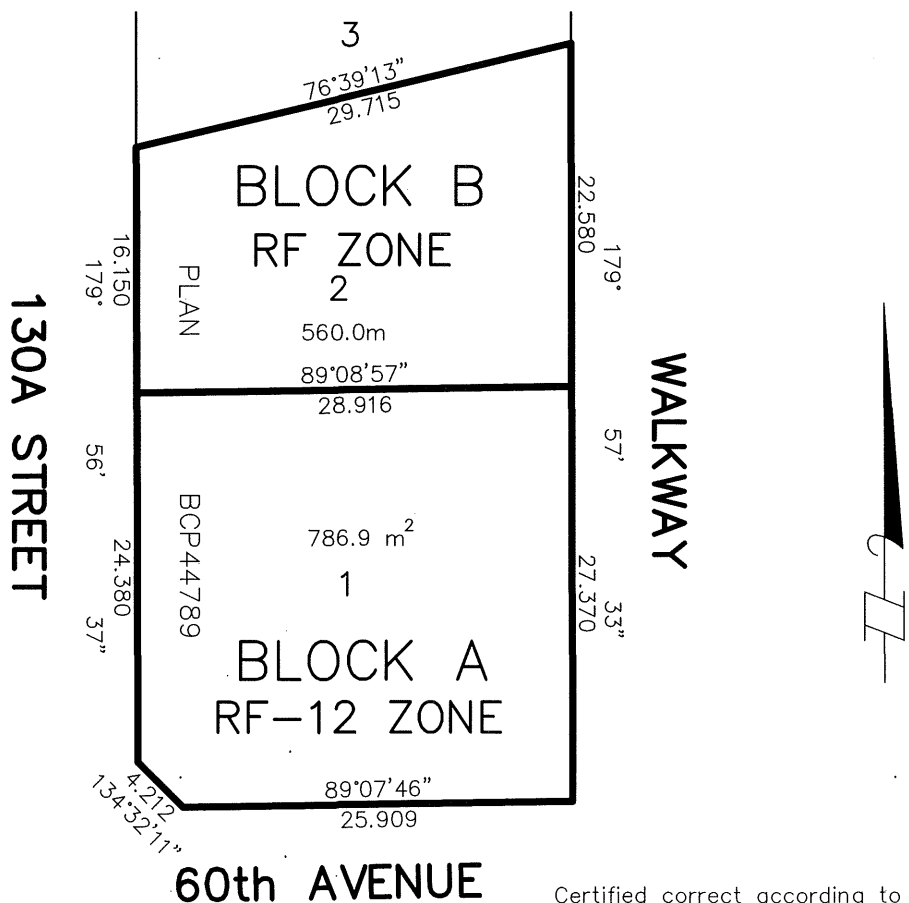 3
76°39'13"
29.715
BLOCK B
RF ZONE
2
560.0m
PLAN
16.150
179°
22.580
179°
89°08'57"
28.916
130A STREET
WALKWAY
56'
57'
BCP44789
786.9 m²
1
24.380
37"
27.370
33"
BLOCK A
RF-12 ZONE
4.212
134°32'11"
89°07'46"
25.909
60th AVENUE
Certified correct according to